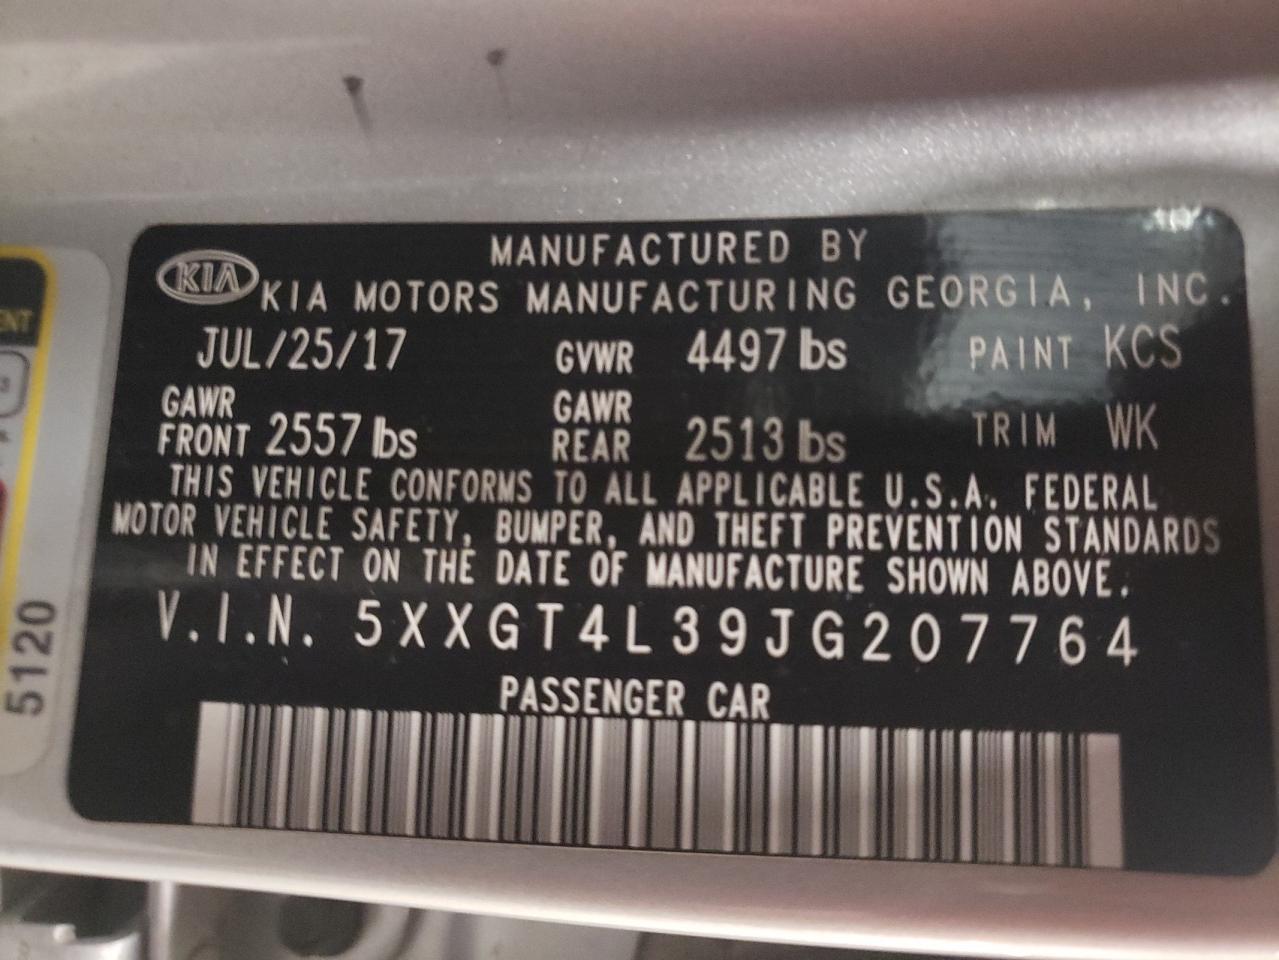 MANUFACTURED BY
KIA KIA MOTORS MANUFACTURING GEORGIA, INC.
JUL/25/17 GVWR 4497 lbs PAINT KCS
GAWR FRONT 2557 lbs GAWR REAR 2513 lbs TRIM WK
THIS VEHICLE CONFORMS TO ALL APPLICABLE U.S.A. FEDERAL
MOTOR VEHICLE SAFETY, BUMPER, AND THEFT PREVENTION STANDARDS
IN EFFECT ON THE DATE OF MANUFACTURE SHOWN ABOVE.
V.I.N. 5XXGT4L39JG207764
PASSENGER CAR
5120